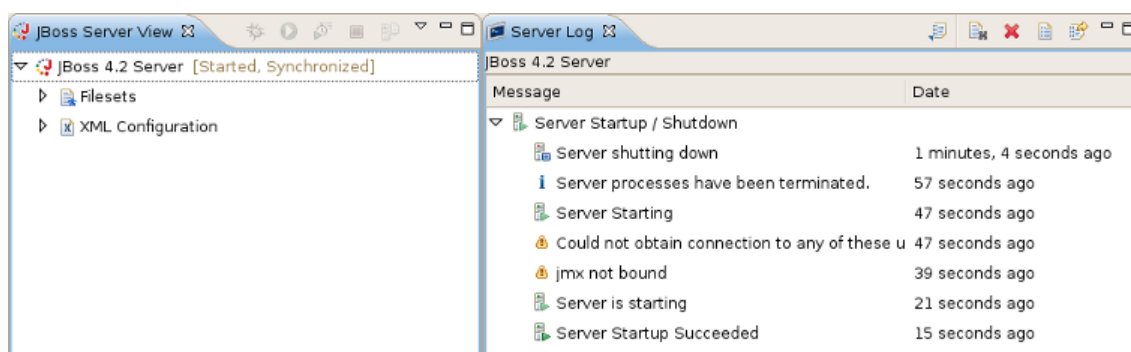 JBoss Server View
JBoss 4.2 Server [Started, Synchronized]
Filesets
XML Configuration
Server Log
JBoss 4.2 Server
Message Date
Server Startup / Shutdown
Server shutting down 1 minutes, 4 seconds ago
Server processes have been terminated. 57 seconds ago
Server Starting 47 seconds ago
Could not obtain connection to any of these u 47 seconds ago
jmx not bound 39 seconds ago
Server is starting 21 seconds ago
Server Startup Succeeded 15 seconds ago